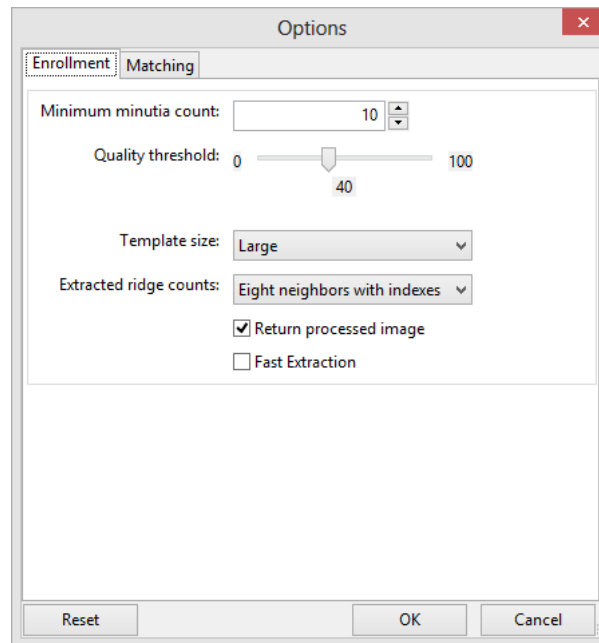 Options
Enrollment Matching
Minimum minutia count: 10
Quality threshold: 0 100
40
Template size: Large
Extracted ridge counts: Eight neighbors with indexes
Return processed image
Fast Extraction
Reset OK Cancel